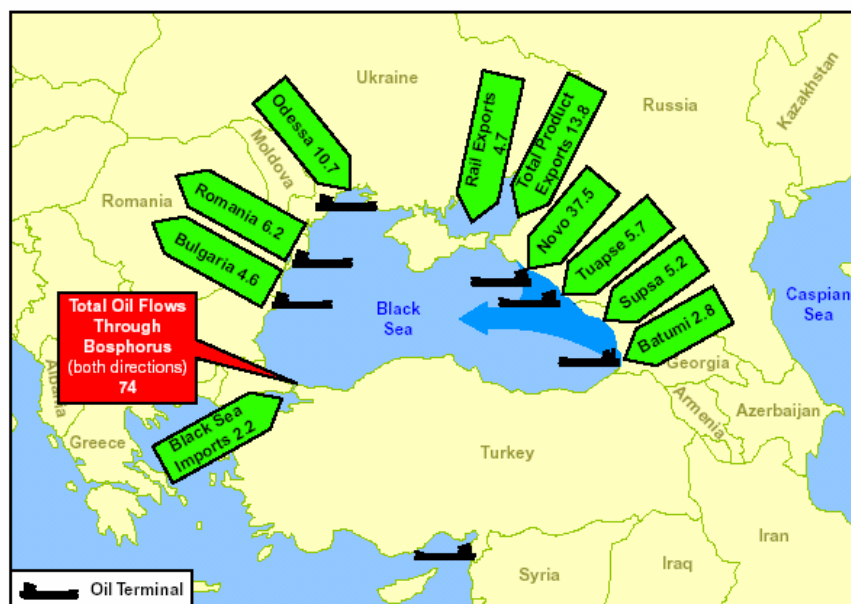 Ukraine
Russia
Kazakhstan
Moldova
Romania
Odessa 10.7
Rail Exports
4.7
Total Product
Exports 13.8
Novo 37.5
Tuapse 5.7
Supsa 5.2
Batumi 2.8
Romania 6.2
Bulgaria 4.6
Black
Sea
Caspian
Sea
Total Oil Flows
Through
Bosphorus
(both directions)
74
Georgia
Armenia
Azerbaijan
Albania
Greece
Black Sea
Imports 2.2
Turkey
Syria
Iraq
Iran
Oil Terminal